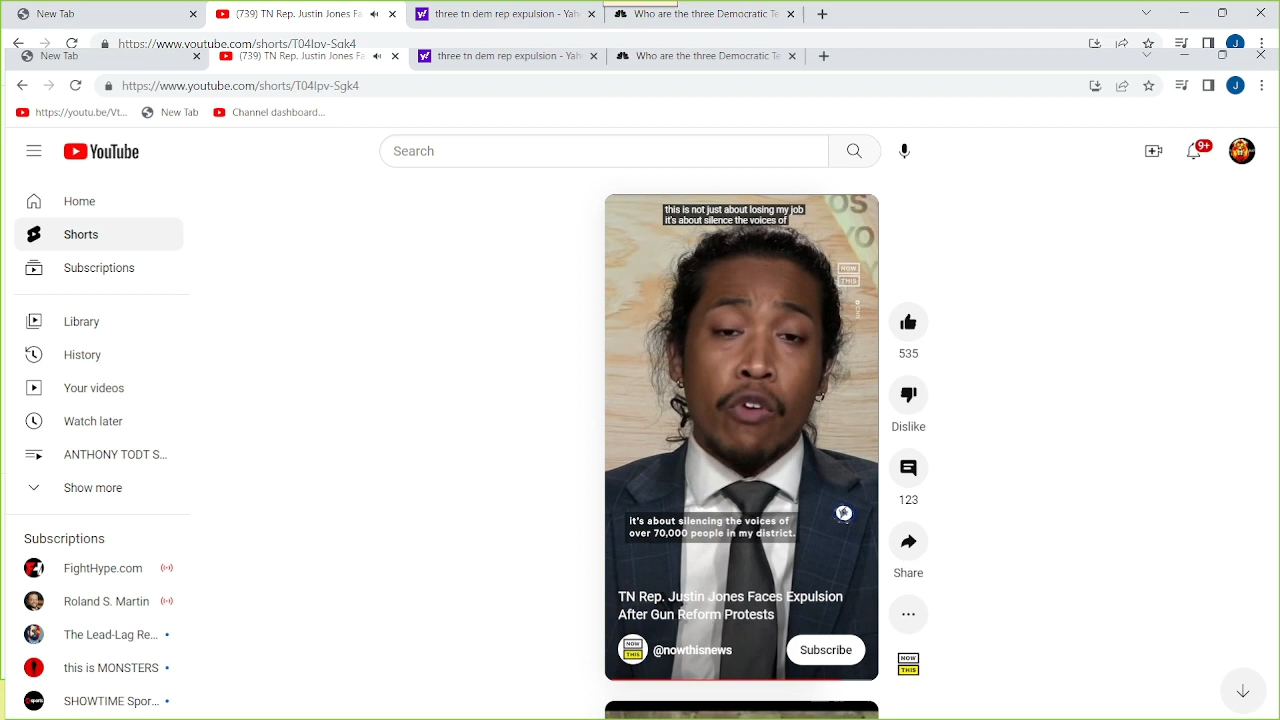 New Tab
(739) TN Rep. Justin Jones Fa
three tn dem rep expulsion - Yah
Who are the three Democratic Te
https://www.youtube.com/shorts/T04Ipv-Sgk4
New Tab
(739) TN Rep. Justin Jones Fa
three tn dem rep expulsion - Yah
Who are the three Democratic Te
https://www.youtube.com/shorts/T04Ipv-Sgk4
J
https://youtu.be/Vt...
New Tab
Channel dashboard...
YouTube
Search
9+
Home
Shorts
Subscriptions
Library
History
Your videos
Watch later
ANTHONY TODT S...
Show more
Subscriptions
FightHype.com
Roland S. Martin
The Lead-Lag Re...
this is MONSTERS
SHOWTIME Spor...
this is not just about losing my job
it's about silence the voices of
OS
YO
NOW
THIS
it's about silencing the voices of
over 70,000 people in my district.
TN Rep. Justin Jones Faces Expulsion
After Gun Reform Protests
NOW
THIS
@nowthisnews
Subscribe
535
Dislike
123
Share
NOW
THIS